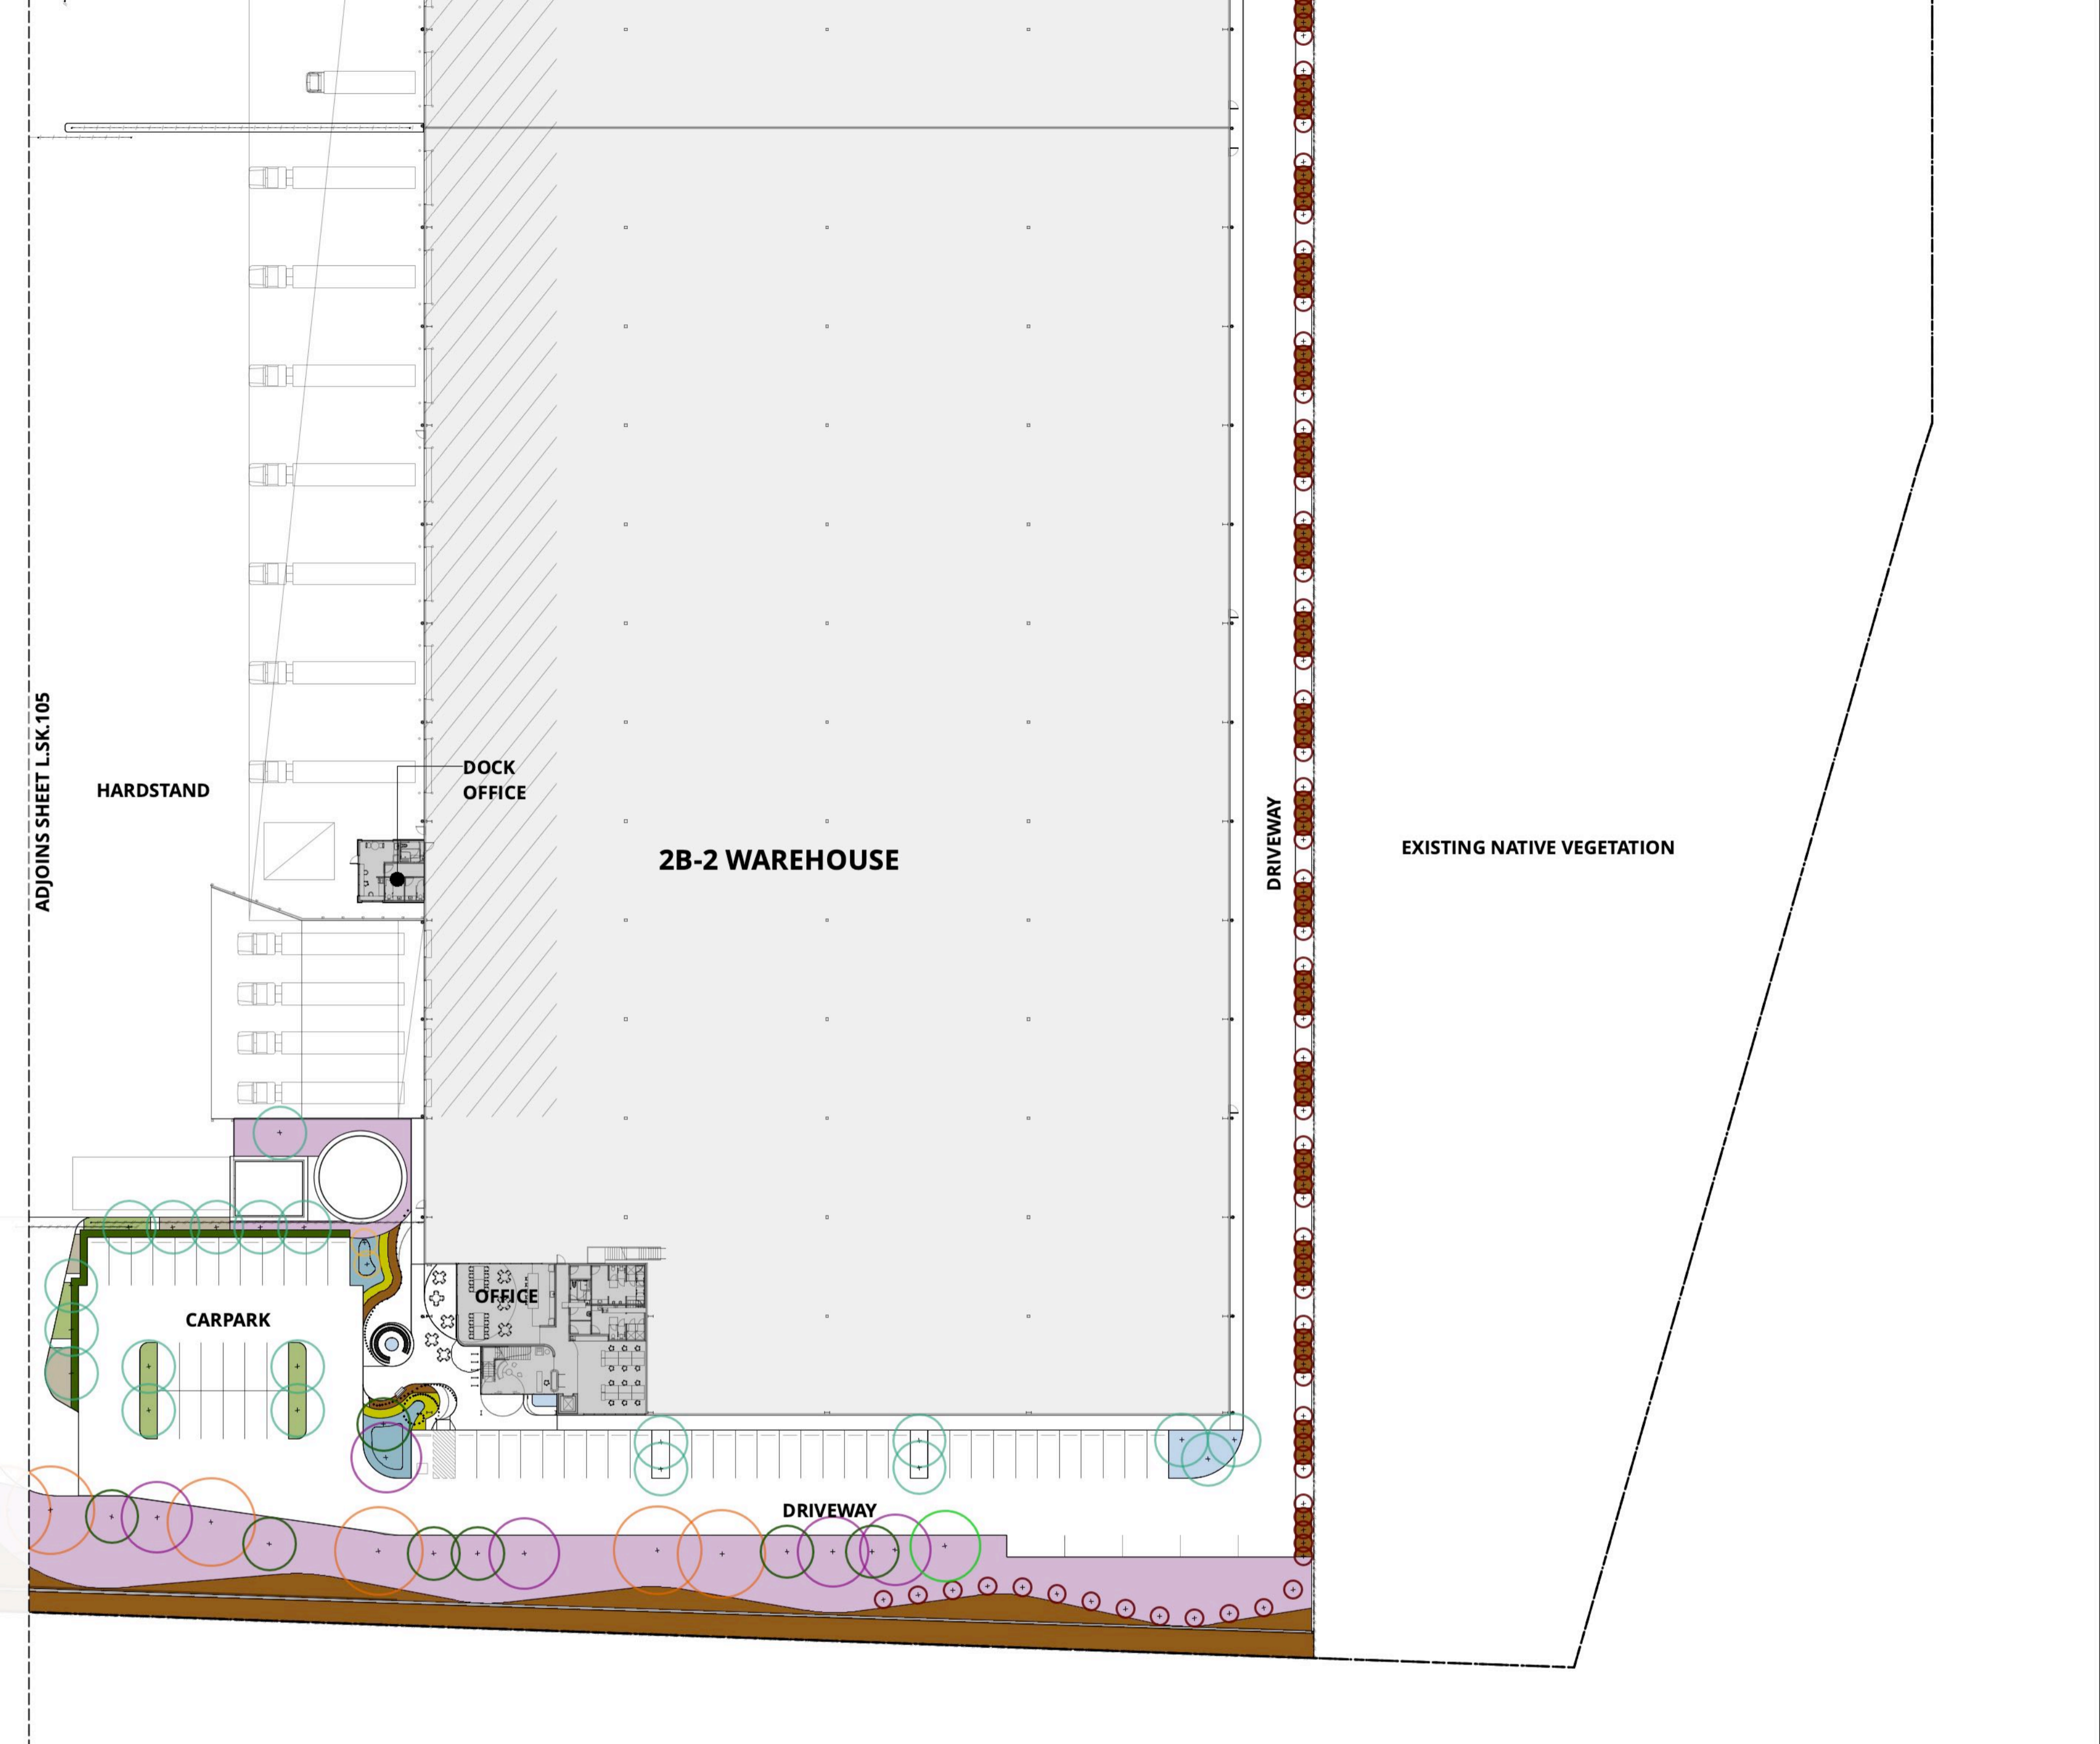 ADJOINS SHEET L.SK.105
HARDSTAND
DOCK
OFFICE
2B-2 WAREHOUSE
DRIVEWAY
EXISTING NATIVE VEGETATION
OFFICE
CARPARK
DRIVEWAY